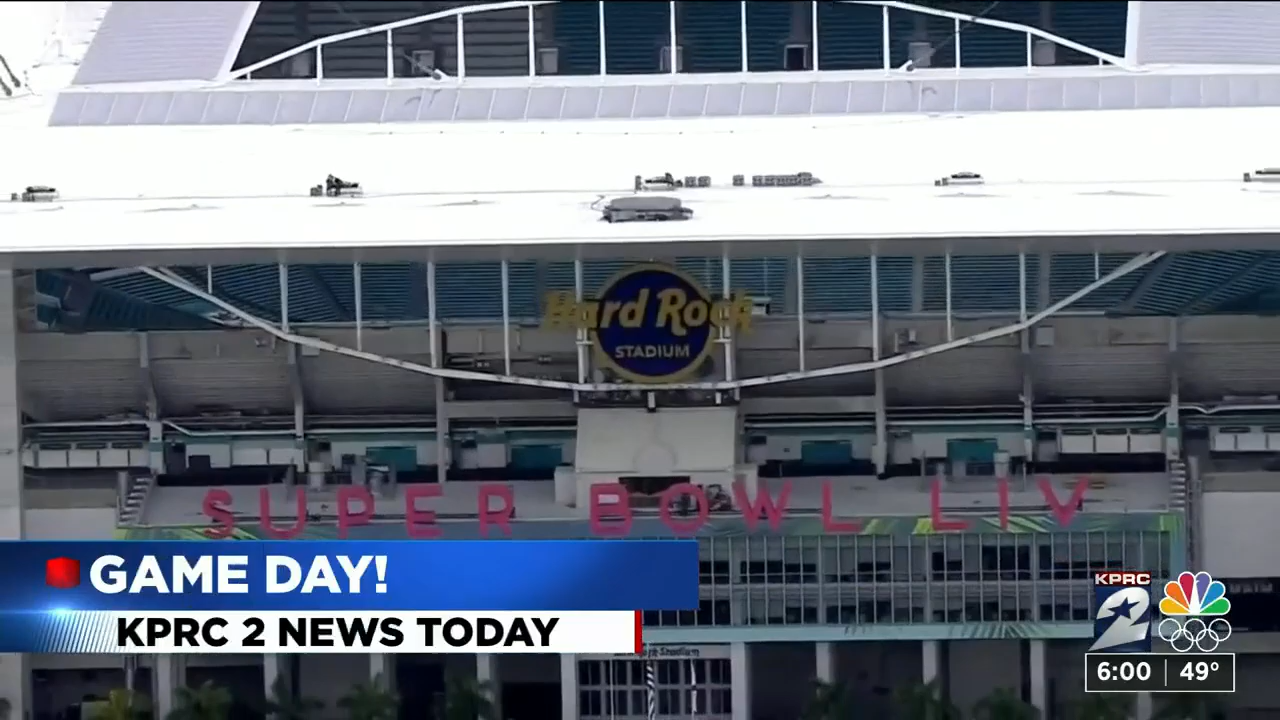 Hard Rock
STADIUM
SUPER BOWL LIV
GAME DAY!
KPRC 2 NEWS TODAY
KPRC
2
6:00 49°